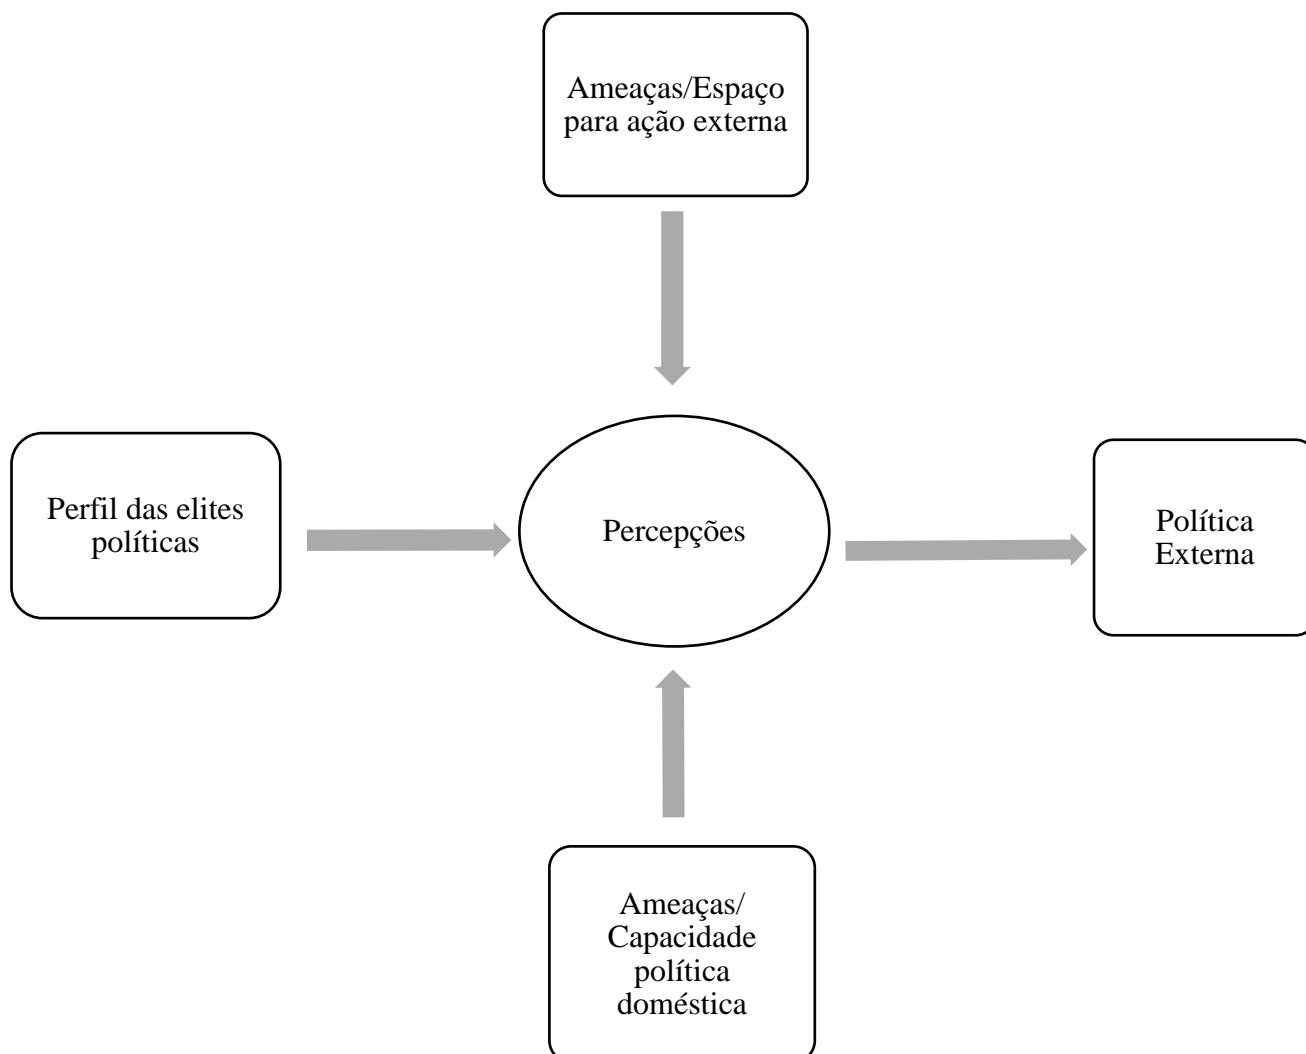 Ameaças/Espaço
para ação externa
Perfil das elites
políticas
Percepções
Política
Externa
Ameaças/
Capacidade
política
doméstica